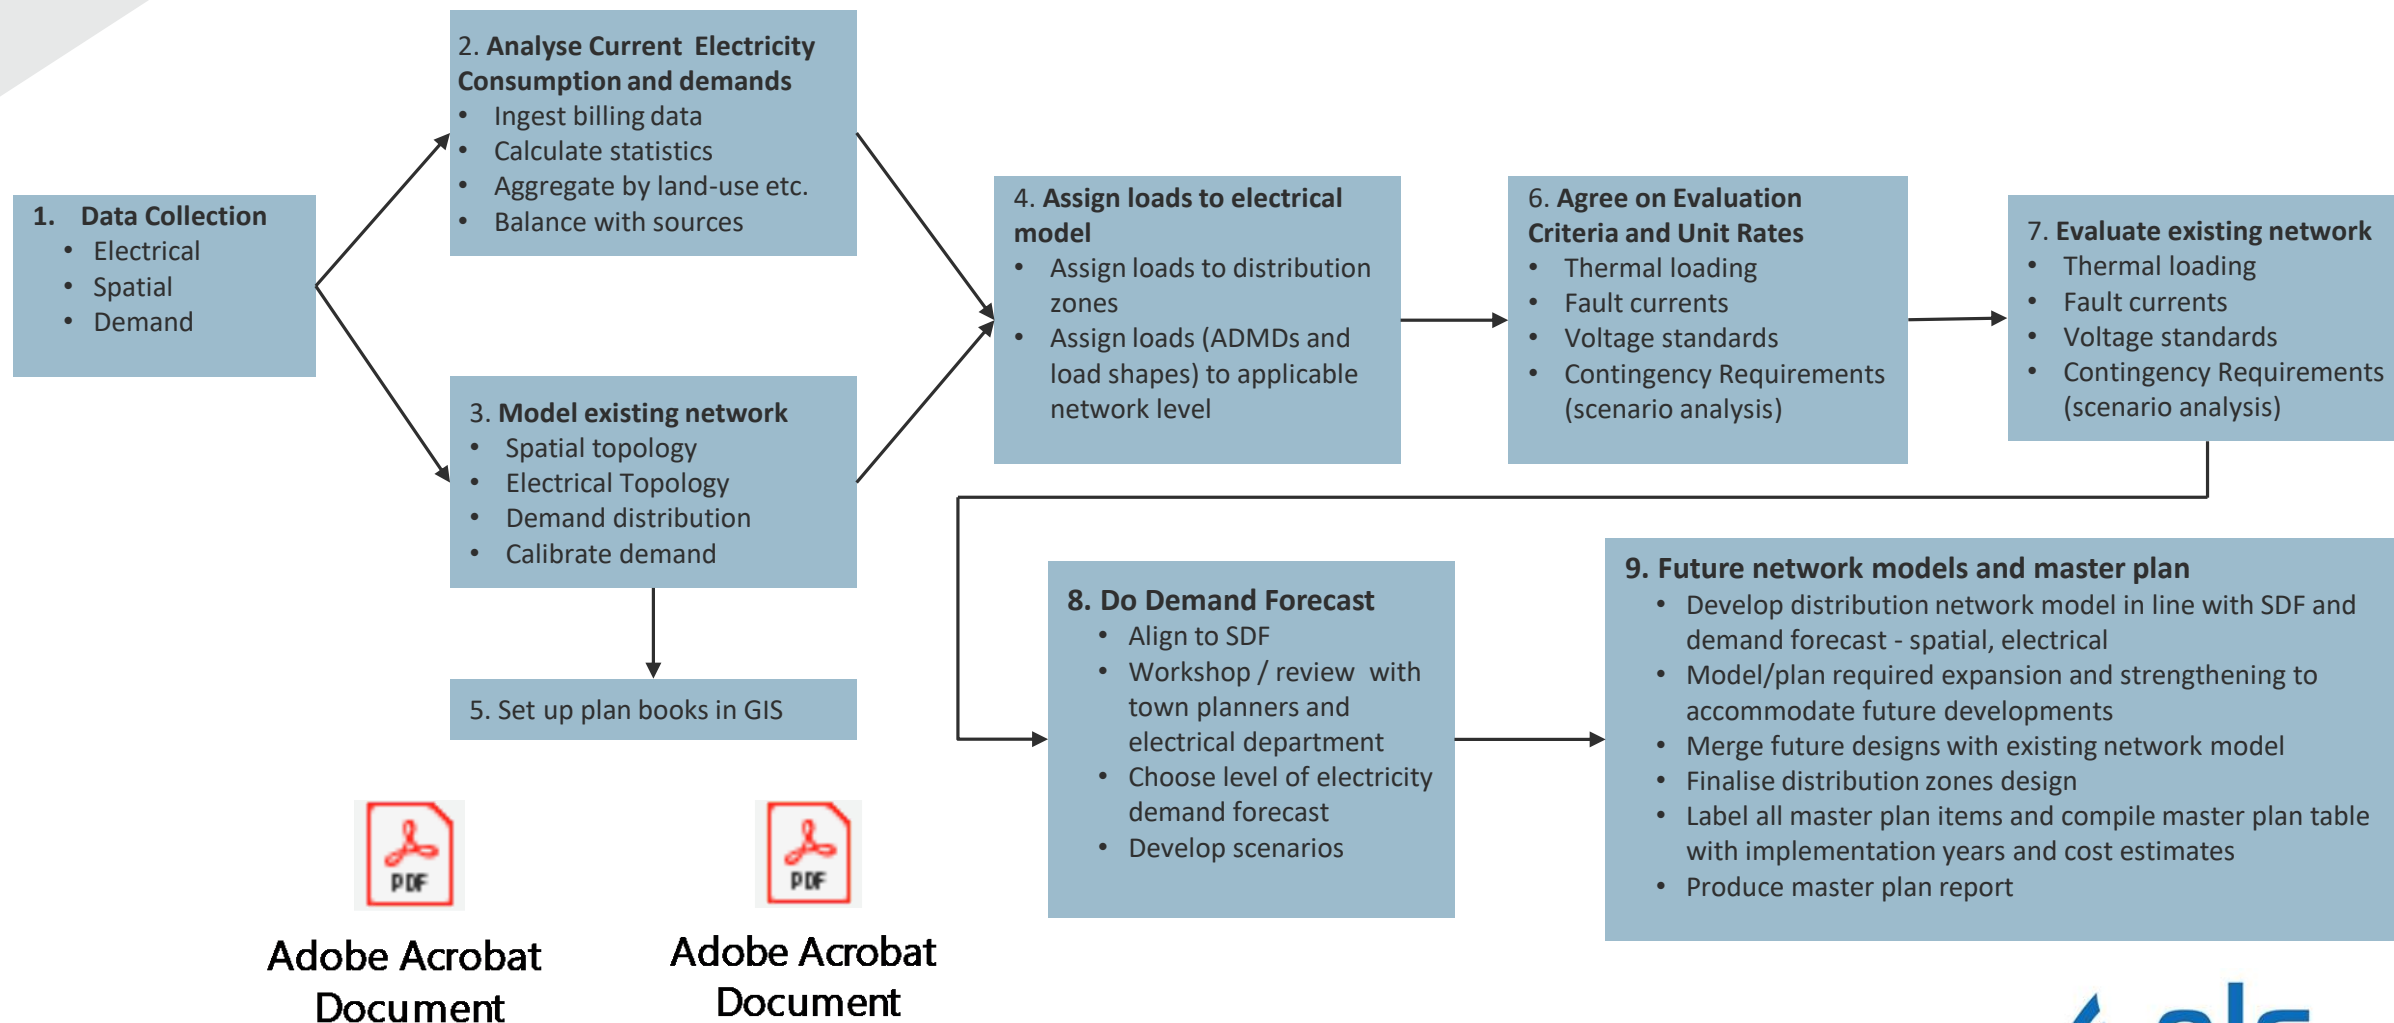 1. Data Collection
• Electrical
• Spatial
• Demand
2. Analyse Current Electricity
Consumption and demands
• Ingest billing data
• Calculate statistics
• Aggregate by land-use etc.
• Balance with sources
3. Model existing network
• Spatial topology
• Electrical Topology
• Demand distribution
• Calibrate demand
4. Assign loads to electrical
model
• Assign loads to distribution
zones
• Assign loads (ADMDs and
load shapes) to applicable
network level
5. Set up plan books in GIS
6. Agree on Evaluation
Criteria and Unit Rates
• Thermal loading
• Fault currents
• Voltage standards
• Contingency Requirements
(scenario analysis)
7. Evaluate existing network
• Thermal loading
• Fault currents
• Voltage standards
• Contingency Requirements
(scenario analysis)
8. Do Demand Forecast
• Align to SDF
• Workshop / review with
town planners and
electrical department
• Choose level of electricity
demand forecast
• Develop scenarios
9. Future network models and master plan
• Develop distribution network model in line with SDF and
demand forecast - spatial, electrical
• Model/plan required expansion and strengthening to
accommodate future developments
• Merge future designs with existing network model
• Finalise distribution zones design
• Label all master plan items and compile master plan table
with implementation years and cost estimates
• Produce master plan report
PDF
Adobe Acrobat
Document
PDF
Adobe Acrobat
Document